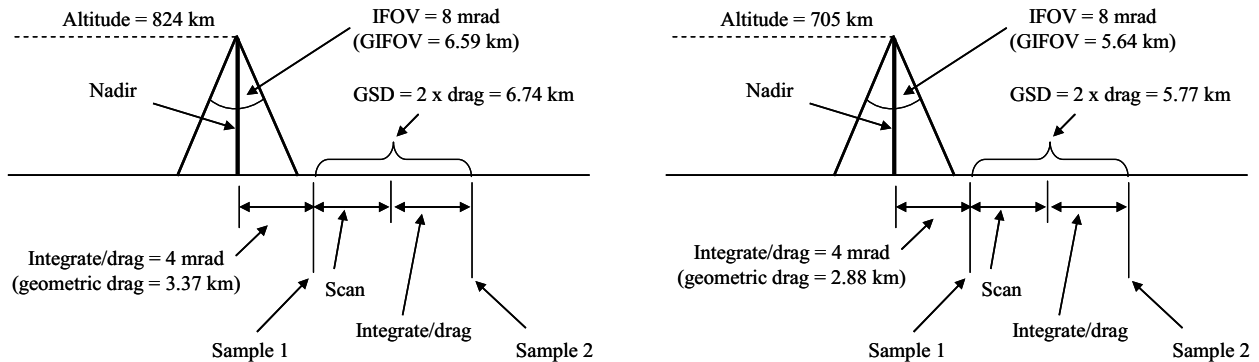 Altitude = 824 km
IFOV = 8 mrad
(GIFOV = 6.59 km)
Nadir
GSD = 2 x drag = 6.74 km
Integrate/drag = 4 mrad
(geometric drag = 3.37 km)
Scan
Integrate/drag
Sample 1
Sample 2
Altitude = 705 km
IFOV = 8 mrad
(GIFOV = 5.64 km)
Nadir
GSD = 2 x drag = 5.77 km
Integrate/drag = 4 mrad
(geometric drag = 2.88 km)
Scan
Integrate/drag
Sample 1
Sample 2